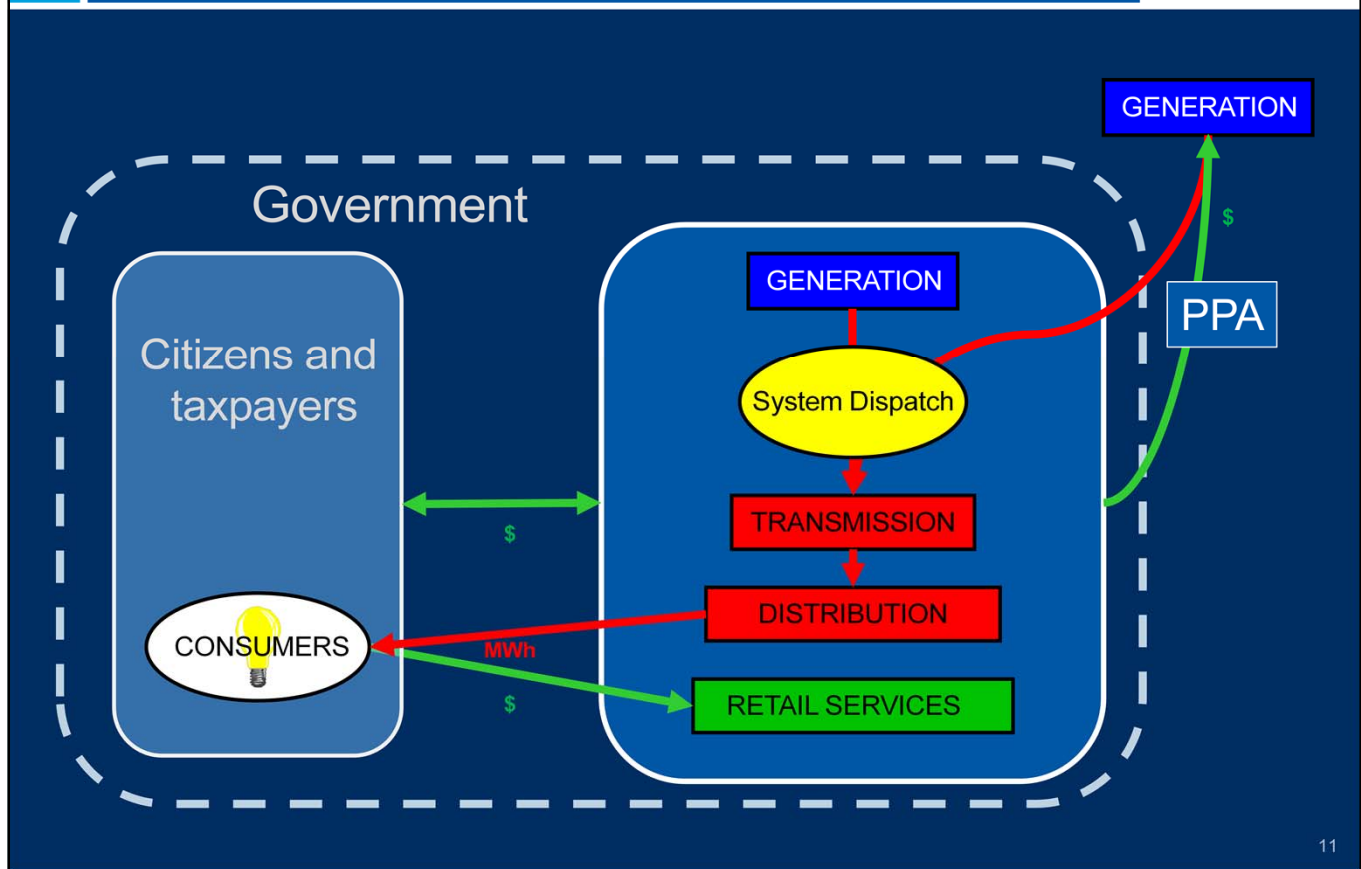 GENERATION
Government
$
GENERATION
PPA
Citizens and
taxpayers
System Dispatch
TRANSMISSION
$
DISTRIBUTION
CONSUMERS
MWh
RETAIL SERVICES
$
11